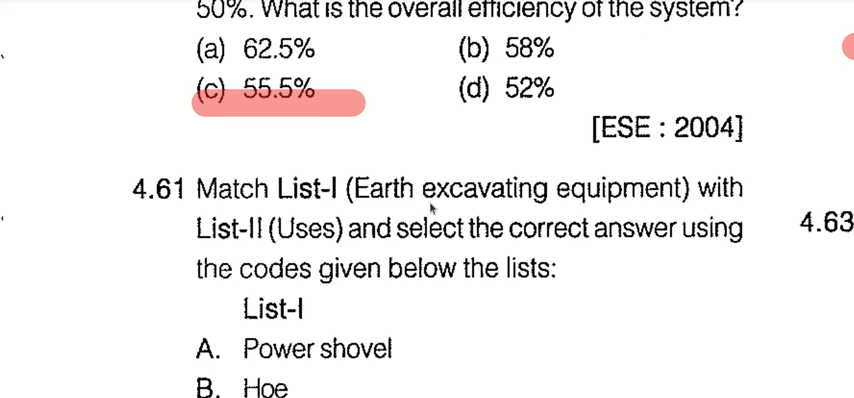 50%. What is the overall efficiency of the system?
(a) 62.5% (b) 58%
(c) 55.5% (d) 52%
[ESE : 2004]
4.61 Match List-I (Earth excavating equipment) with
List-II (Uses) and select the correct answer using
the codes given below the lists:
List-I
A. Power shovel
B. Hoe
4.63